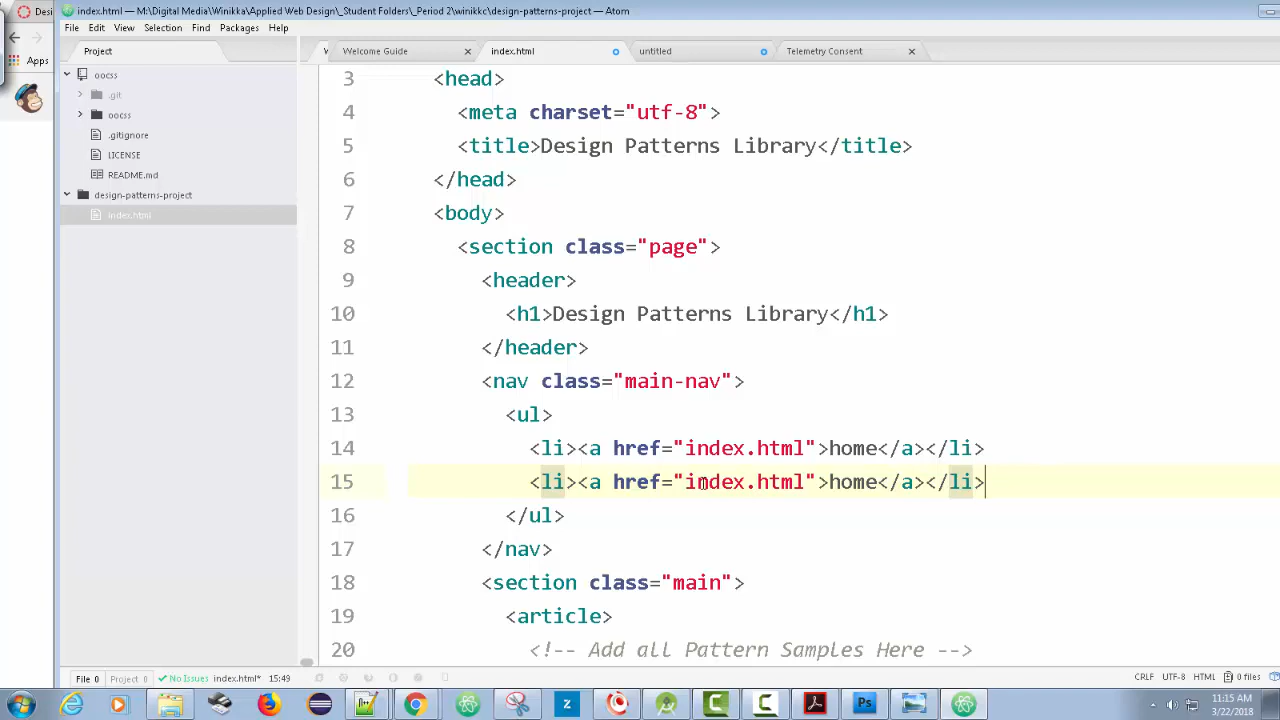 index.html — M:\Digital Media\Winikka\Applied Web Design\_Student Folders\_Period 2\winikkc\design-patterns-project — Atom
Desi
File Edit View Selection Find Packages Help
Project
Welcome Guide
index.html
untitled
Telemetry Consent
Apps
oocss
.git
oocss
.gitignore
LICENSE
README.md
design-patterns-project
index.html
3 <head>
4 <meta charset="utf-8">
5 <title>Design Patterns Library</title>
6 </head>
7 <body>
8 <section class="page">
9 <header>
10 <h1>Design Patterns Library</h1>
11 </header>
12 <nav class="main-nav">
13 <ul>
14 <li><a href="index.html">home</a></li>
15 <li><a href="index.html">home</a></li>
16 </ul>
17 </nav>
18 <section class="main">
19 <article>
20 <!-- Add all Pattern Samples Here -->
File 0 Project 0 No Issues index.html* 15:49
CRLF UTF-8 HTML 0 files
11:15 AM
3/22/2018